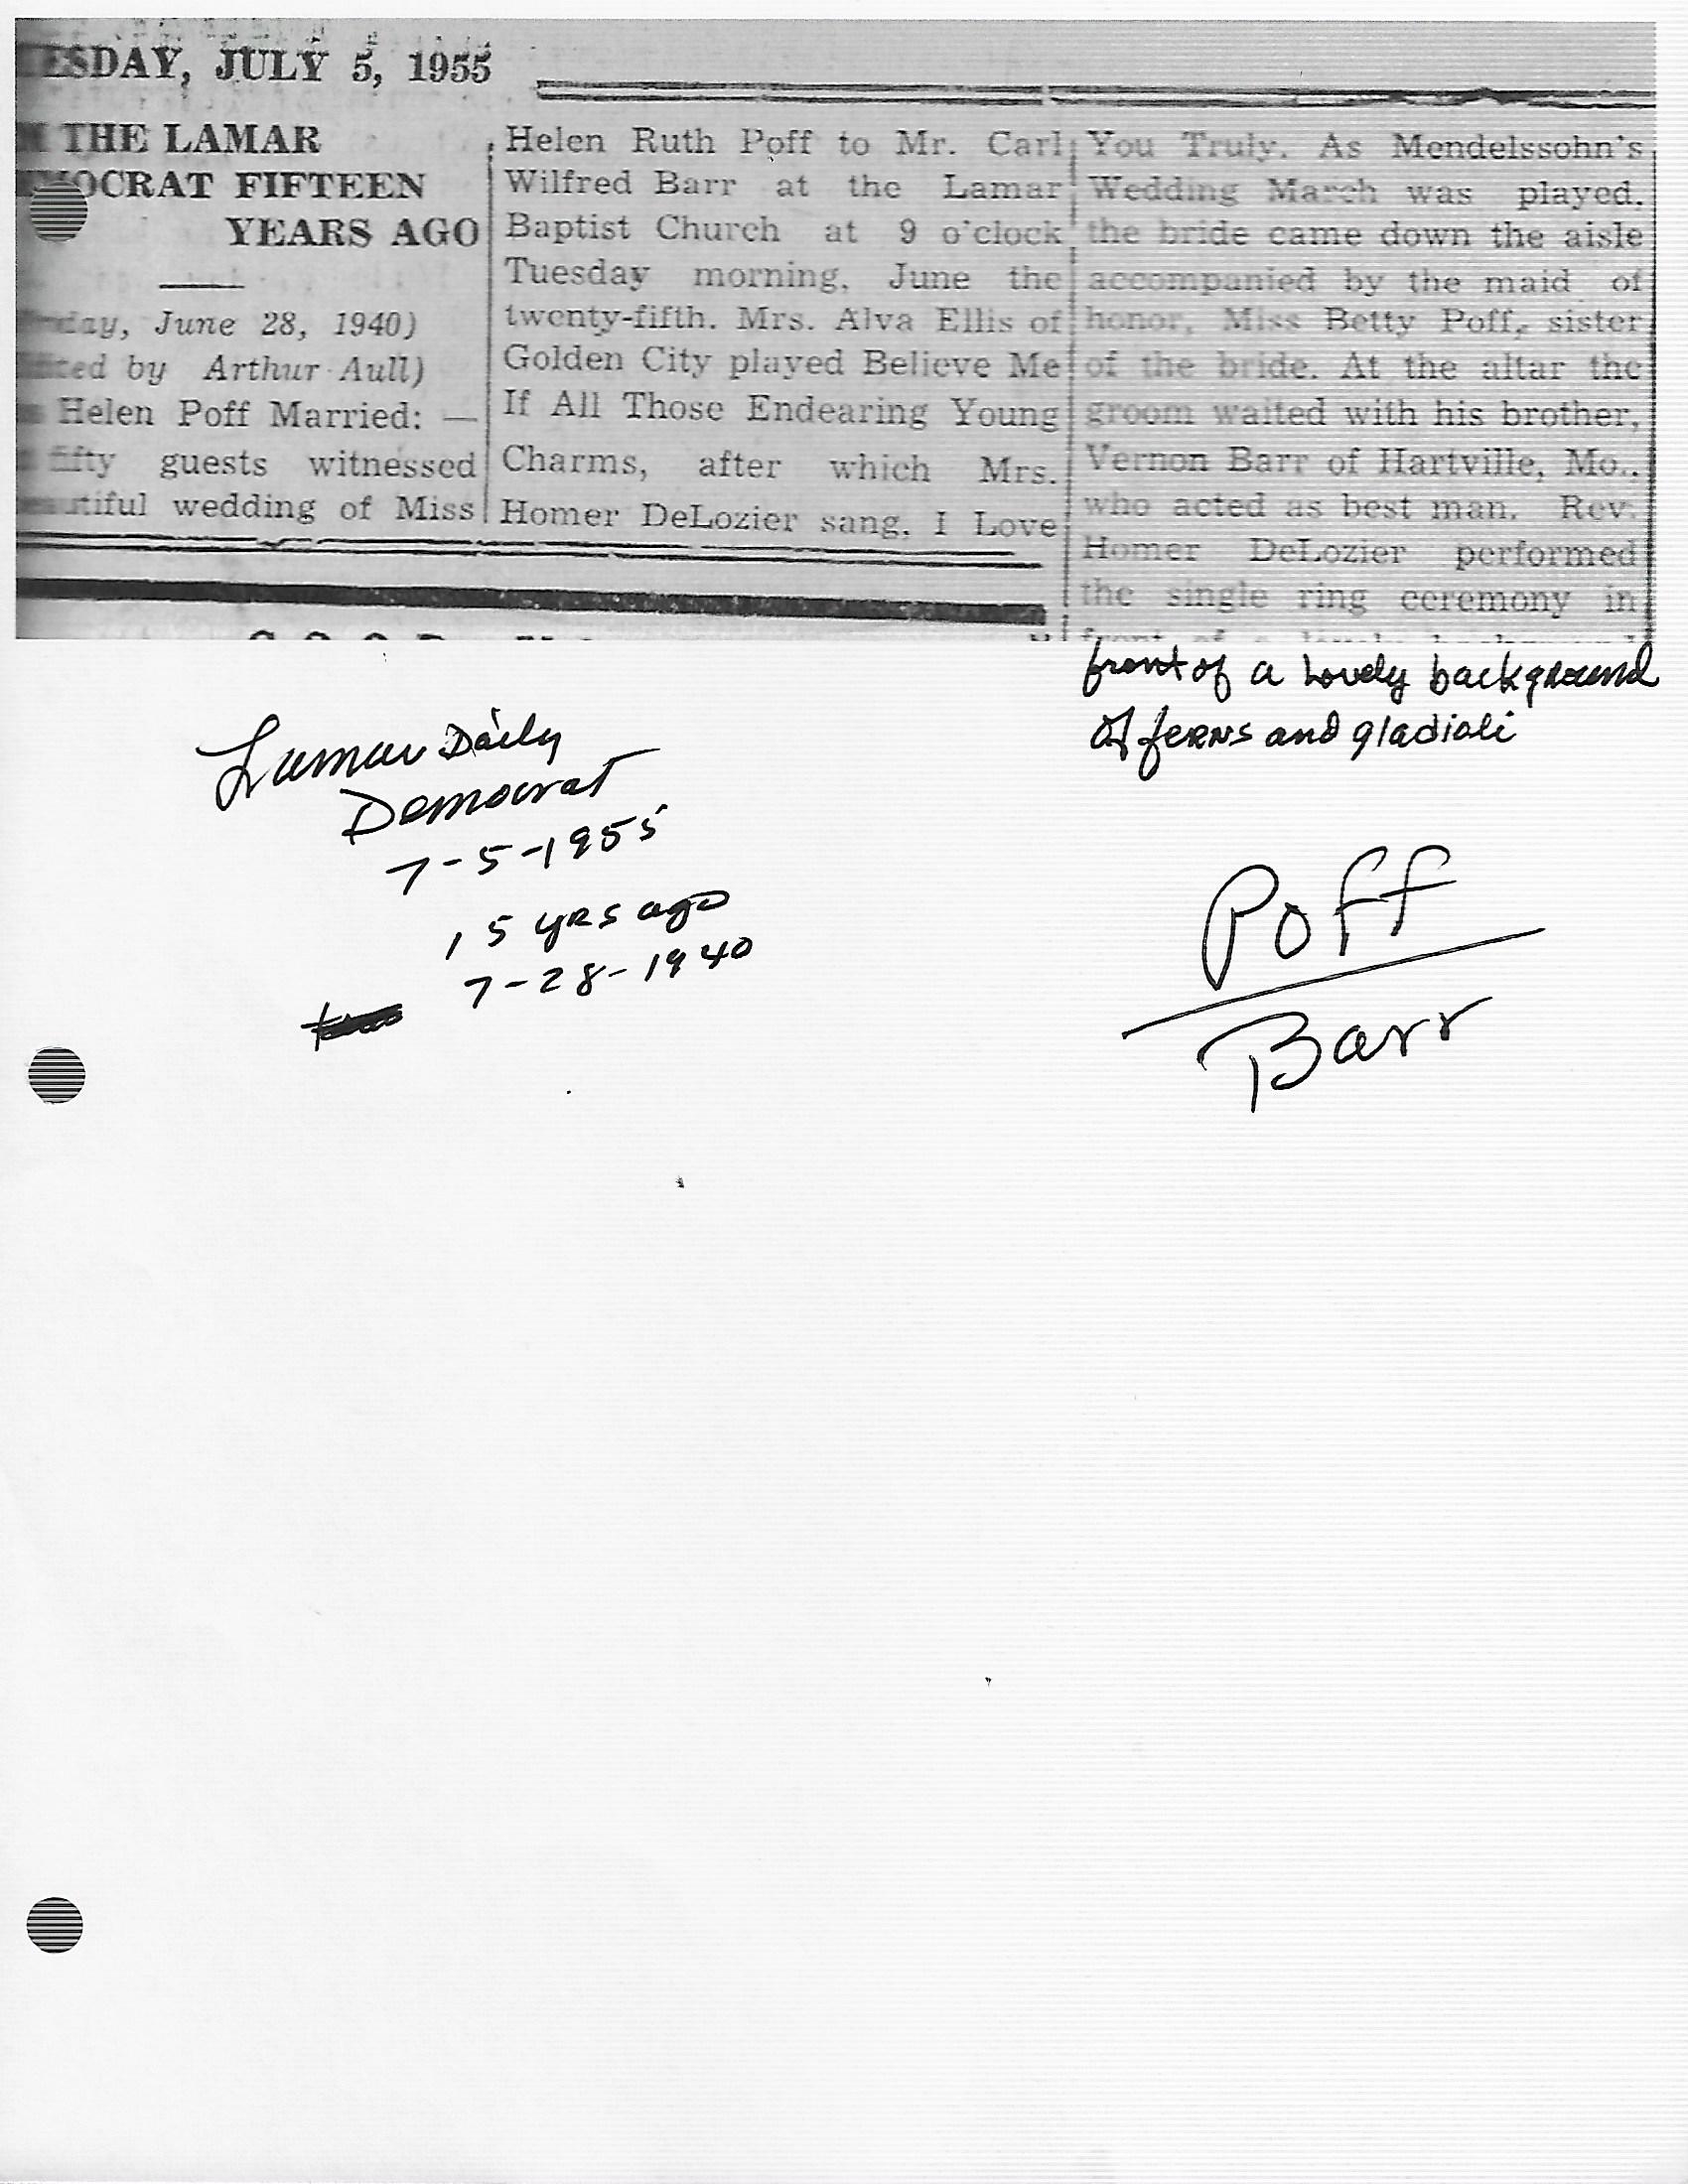 ESDAY, JULY 5, 1955
THE LAMAR
MOCRAT FIFTEEN
YEARS AGO
day, June 28, 1940)
ted by Arthur Aull)
Helen Poff Married: —
fifty guests witnessed
tiful wedding of Miss
Helen Ruth Poff to Mr. Carl
Wilfred Barr at the Lamar
Baptist Church at 9 o'clock
Tuesday morning, June the
twenty-fifth. Mrs. Alva Ellis of
Golden City played Believe Me
If All Those Endearing Young
Charms, after which Mrs.
Homer DeLozier sang, I Love
You Truly. As Mendelssohn's
Wedding March was played,
the bride came down the aisle
accompanied by the maid of
honor, Miss Betty Poff, sister
of the bride. At the altar the
groom waited with his brother,
Vernon Barr of Hartville, Mo.,
who acted as best man. Rev.
Homer DeLozier performed
the single ring ceremony in
front of a lovely background
of ferns and gladioli
Lamar Daily
Democrat
7-5-1955
15 yrs ago
7-28-1940
Poff
Barr